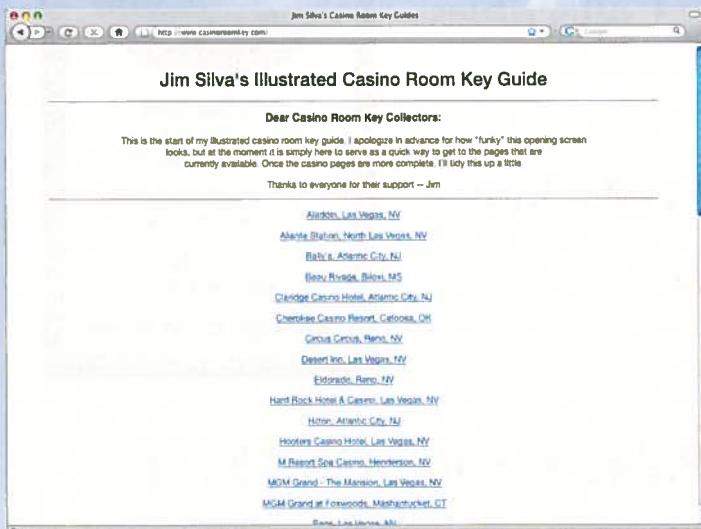 Jim Silva's Casino Room Key Guides
http://www.casinoroomkey.com/
Jim Silva's Illustrated Casino Room Key Guide
Dear Casino Room Key Collectors:
This is the start of my illustrated casino room key guide. I apologize in advance for how "funky" this opening screen
looks, but at the moment it is simply here to serve as a quick way to get to the pages that are
currently available. Once the casino pages are more complete, I'll tidy this up a little.
Thanks to everyone for their support -- Jim
Aladdin, Las Vegas, NV
Aliante Station, North Las Vegas, NV
Bally's, Atlantic City, NJ
Beau Rivage, Biloxi, MS
Claridge Casino Hotel, Atlantic City, NJ
Cherokee Casino Resort, Catoosa, OK
Circus Circus, Reno, NV
Desert Inn, Las Vegas, NV
Eldorado, Reno, NV
Hard Rock Hotel & Casino, Las Vegas, NV
Hilton, Atlantic City, NJ
Hooters Casino Hotel, Las Vegas, NV
M Resort Spa Casino, Henderson, NV
MGM Grand - The Mansion, Las Vegas, NV
MGM Grand at Foxwoods, Mashantucket, CT
Las Vegas, NV